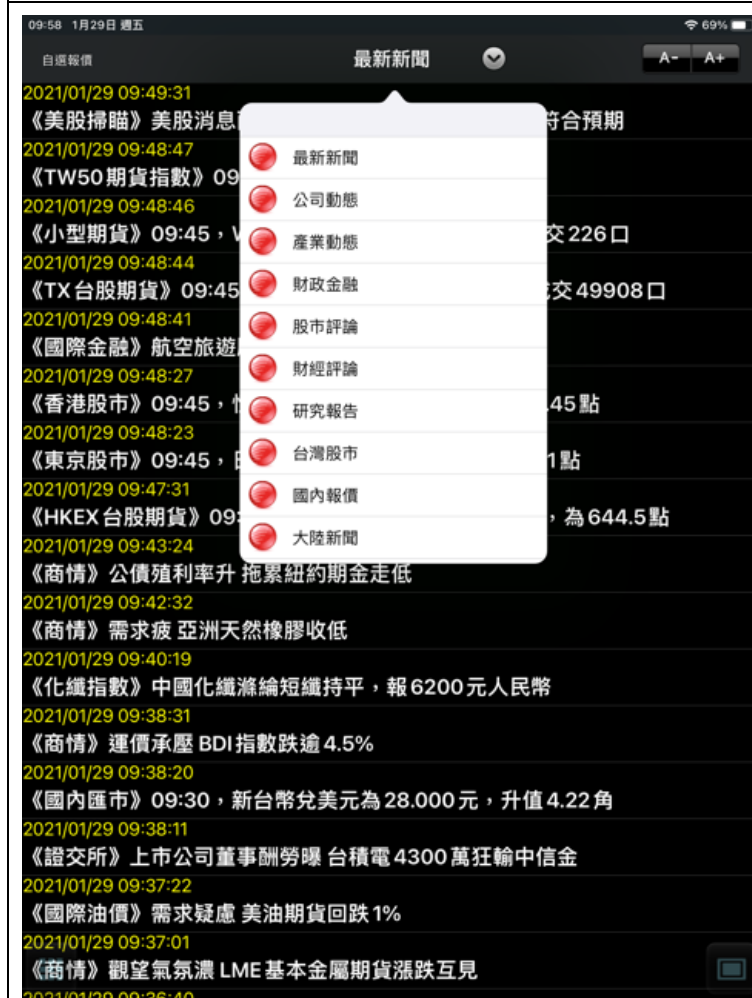 09:58 1月29日 週五
69%
自選報價
最新新聞
A- A+
2021/01/29 09:49:31
《美股掃瞄》美股消息 符合預期
2021/01/29 09:48:47
《TW50期貨指數》09
2021/01/29 09:48:46
《小型期貨》09:45， 交226口
2021/01/29 09:48:44
《TX台股期貨》09:45 交49908口
2021/01/29 09:48:41
《國際金融》航空旅遊
2021/01/29 09:48:27
《香港股市》09:45， .45點
2021/01/29 09:48:23
《東京股市》09:45， 1點
2021/01/29 09:47:31
《HKEX台股期貨》09: ，為644.5點
2021/01/29 09:43:24
《商情》公債殖利率升 拖累紐約期金走低
2021/01/29 09:42:32
《商情》需求疲 亞洲天然橡膠收低
2021/01/29 09:40:19
《化纖指數》中國化纖滌綸短纖持平，報6200元人民幣
2021/01/29 09:38:31
《商情》運價承壓 BDI指數跌逾4.5%
2021/01/29 09:38:20
《國內匯市》09:30，新台幣兌美元為28.000元，升值4.22角
2021/01/29 09:38:11
《證交所》上市公司董事酬勞曝 台積電4300萬狂輸中信金
2021/01/29 09:37:22
《國際油價》需求疑慮 美油期貨回跌1%
2021/01/29 09:37:01
《商情》觀望氣氛濃 LME基本金屬期貨漲跌互見
2021/01/29 09:36:40
最新新聞
公司動態
產業動態
財政金融
股市評論
財經評論
研究報告
台灣股市
國內報價
大陸新聞